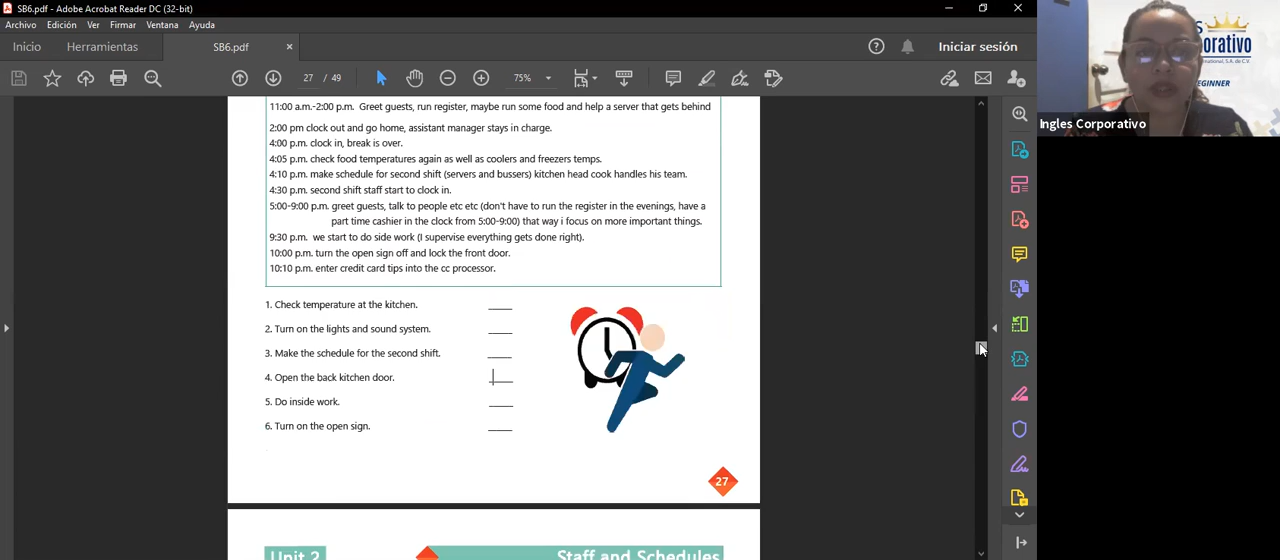 SB6.pdf - Adobe Acrobat Reader DC (32-bit)
Archivo Edición Ver Firmar Ventana Ayuda
Inicio Herramientas SB6.pdf × Iniciar sesión
27 / 49 75%
11:00 a.m.-2:00 p.m. Greet guests, run register, maybe run some food and help a server that gets behind
2:00 pm clock out and go home, assistant manager stays in charge.
4:00 p.m. clock in, break is over.
4:05 p.m. check food temperatures again as well as coolers and freezers temps.
4:10 p.m. make schedule for second shift (servers and bussers) kitchen head cook handles his team.
4:30 p.m. second shift staff start to clock in.
5:00-9:00 p.m. greet guests, talk to people etc etc (don't have to run the register in the evenings, have a
part time cashier in the clock from 5:00-9:00) that way i focus on more important things.
9:30 p.m. we start to do side work (I supervise everything gets done right).
10:00 p.m. turn the open sign off and lock the front door.
10:10 p.m. enter credit card tips into the cc processor.
1. Check temperature at the kitchen. ____
2. Turn on the lights and sound system. ____
3. Make the schedule for the second shift. ____
4. Open the back kitchen door. ____
5. Do inside work. ____
6. Turn on the open sign. ____
27
Unit 2 Staff and Schedules
Ingles Corporativo